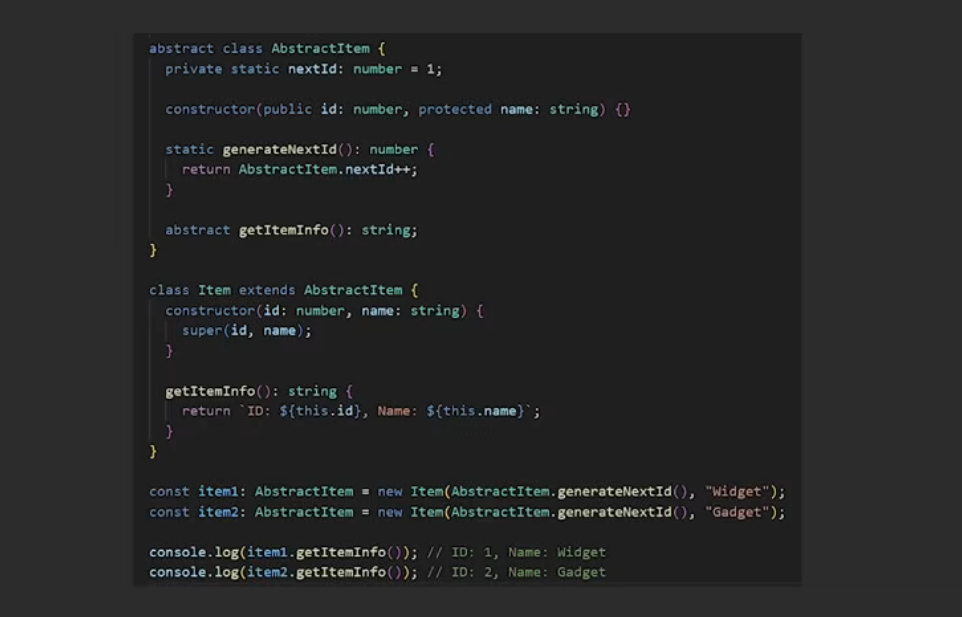 abstract class AbstractItem {
private static nextId: number = 1;
constructor(public id: number, protected name: string) {}
static generateNextId(): number {
return AbstractItem.nextId++;
}
abstract getItemInfo(): string;
}
class Item extends AbstractItem {
constructor(id: number, name: string) {
super(id, name);
}
getItemInfo(): string {
return `ID: ${this.id}, Name: ${this.name}`;
}
}
const item1: AbstractItem = new Item(AbstractItem.generateNextId(), "Widget");
const item2: AbstractItem = new Item(AbstractItem.generateNextId(), "Gadget");
console.log(item1.getItemInfo()); // ID: 1, Name: Widget
console.log(item2.getItemInfo()); // ID: 2, Name: Gadget